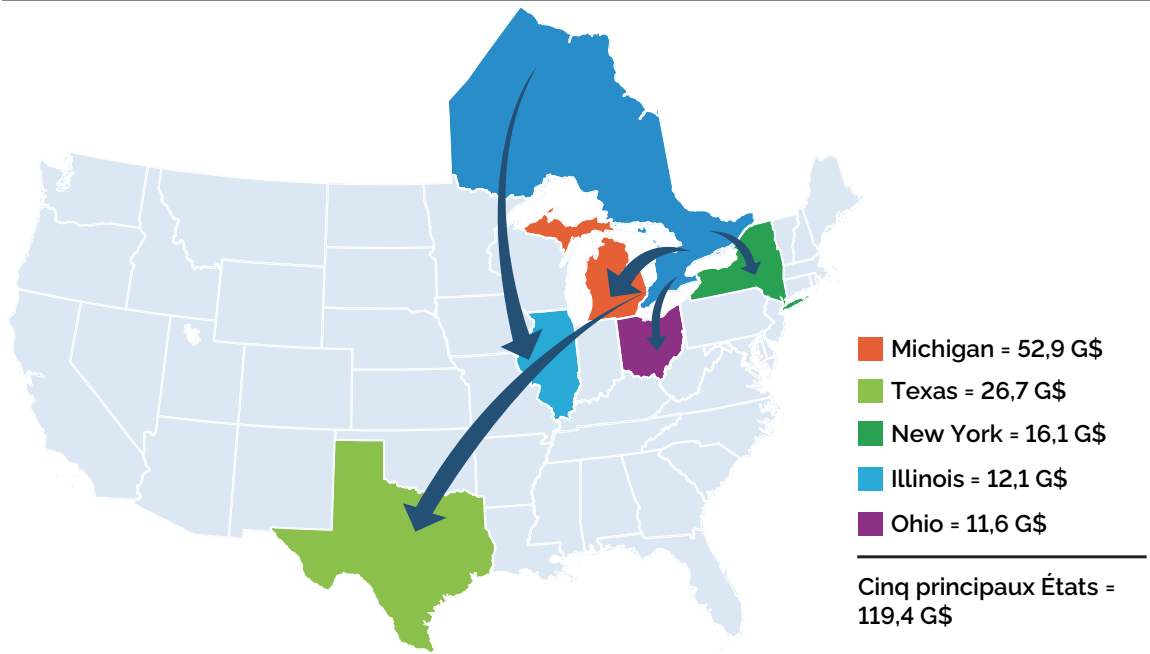 Michigan = 52,9 G$
Texas = 26,7 G$
New York = 16,1 G$
Illinois = 12,1 G$
Ohio = 11,6 G$
Cinq principaux États =
119,4 G$